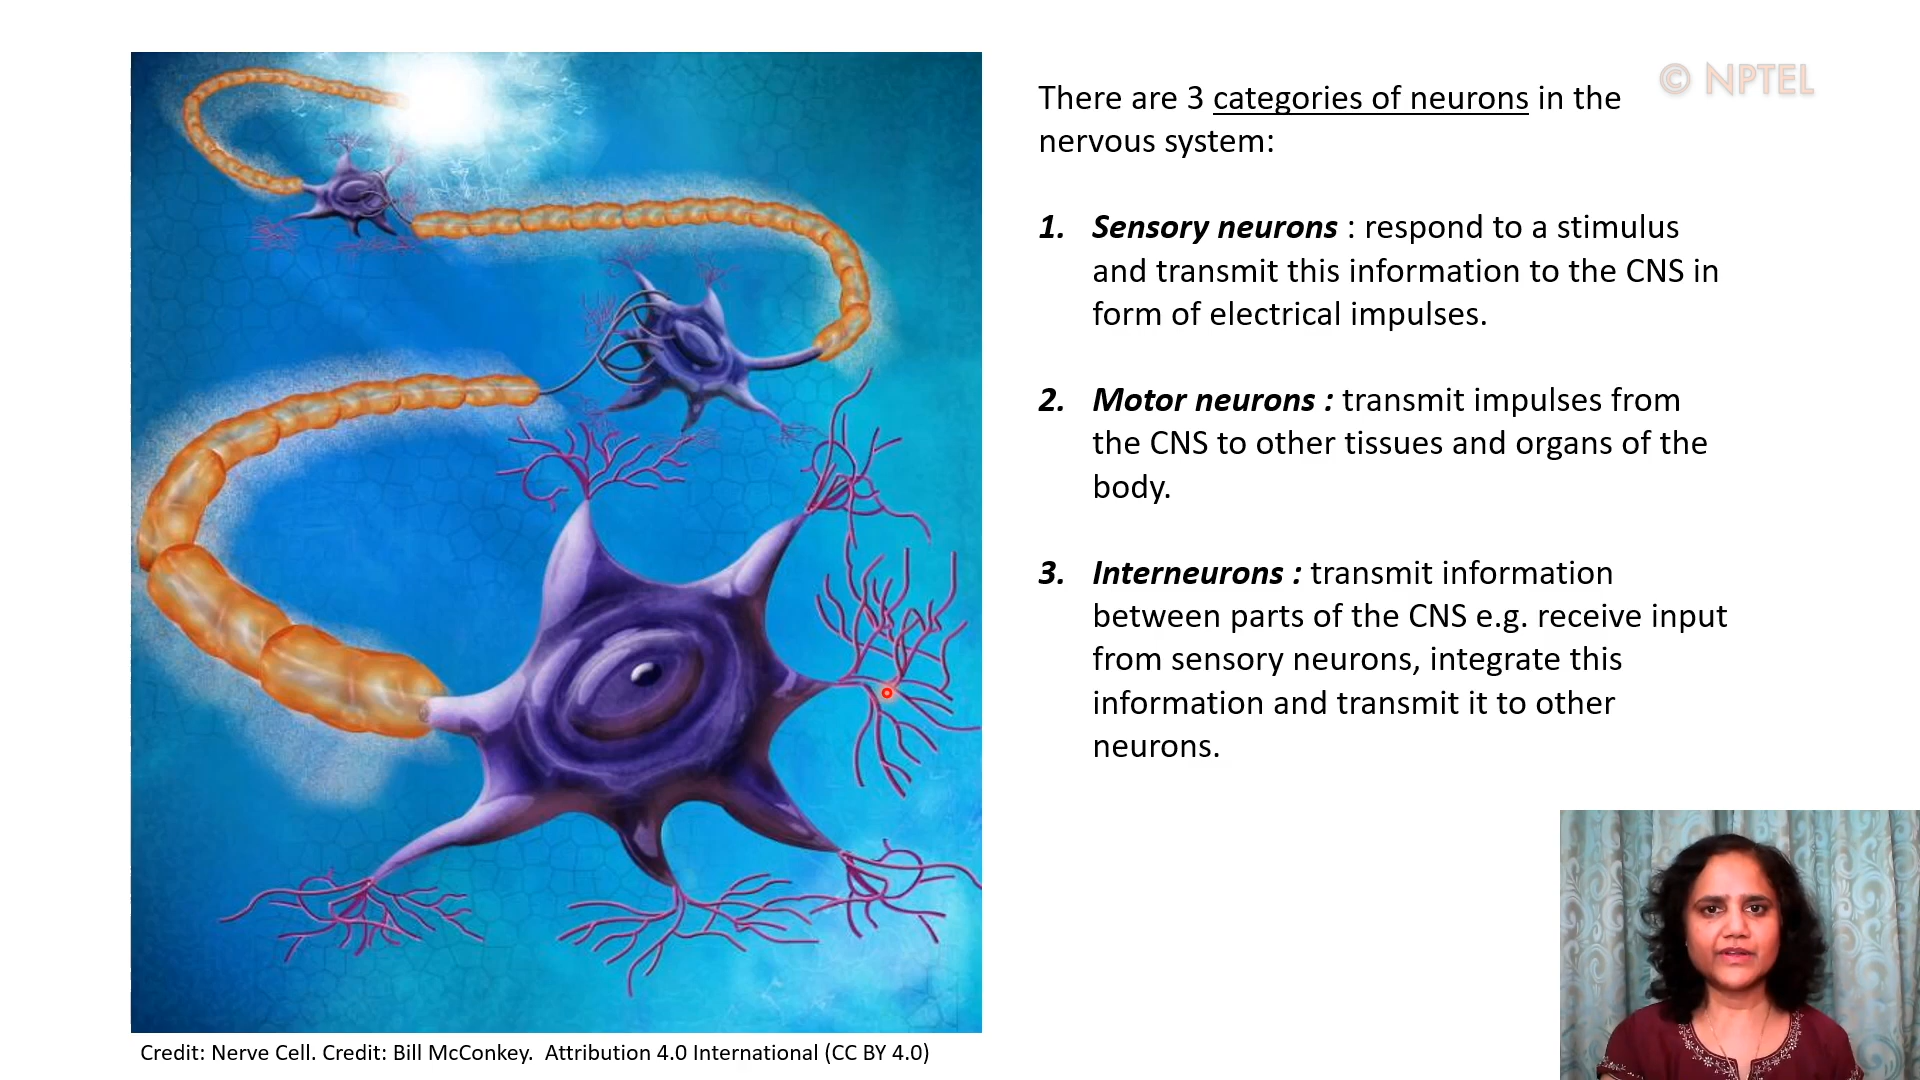 © NPTEL
There are 3 categories of neurons in the
nervous system:
1. Sensory neurons : respond to a stimulus
and transmit this information to the CNS in
form of electrical impulses.
2. Motor neurons : transmit impulses from
the CNS to other tissues and organs of the
body.
3. Interneurons : transmit information
between parts of the CNS e.g. receive input
from sensory neurons, integrate this
information and transmit it to other
neurons.
Credit: Nerve Cell. Credit: Bill McConkey. Attribution 4.0 International (CC BY 4.0)